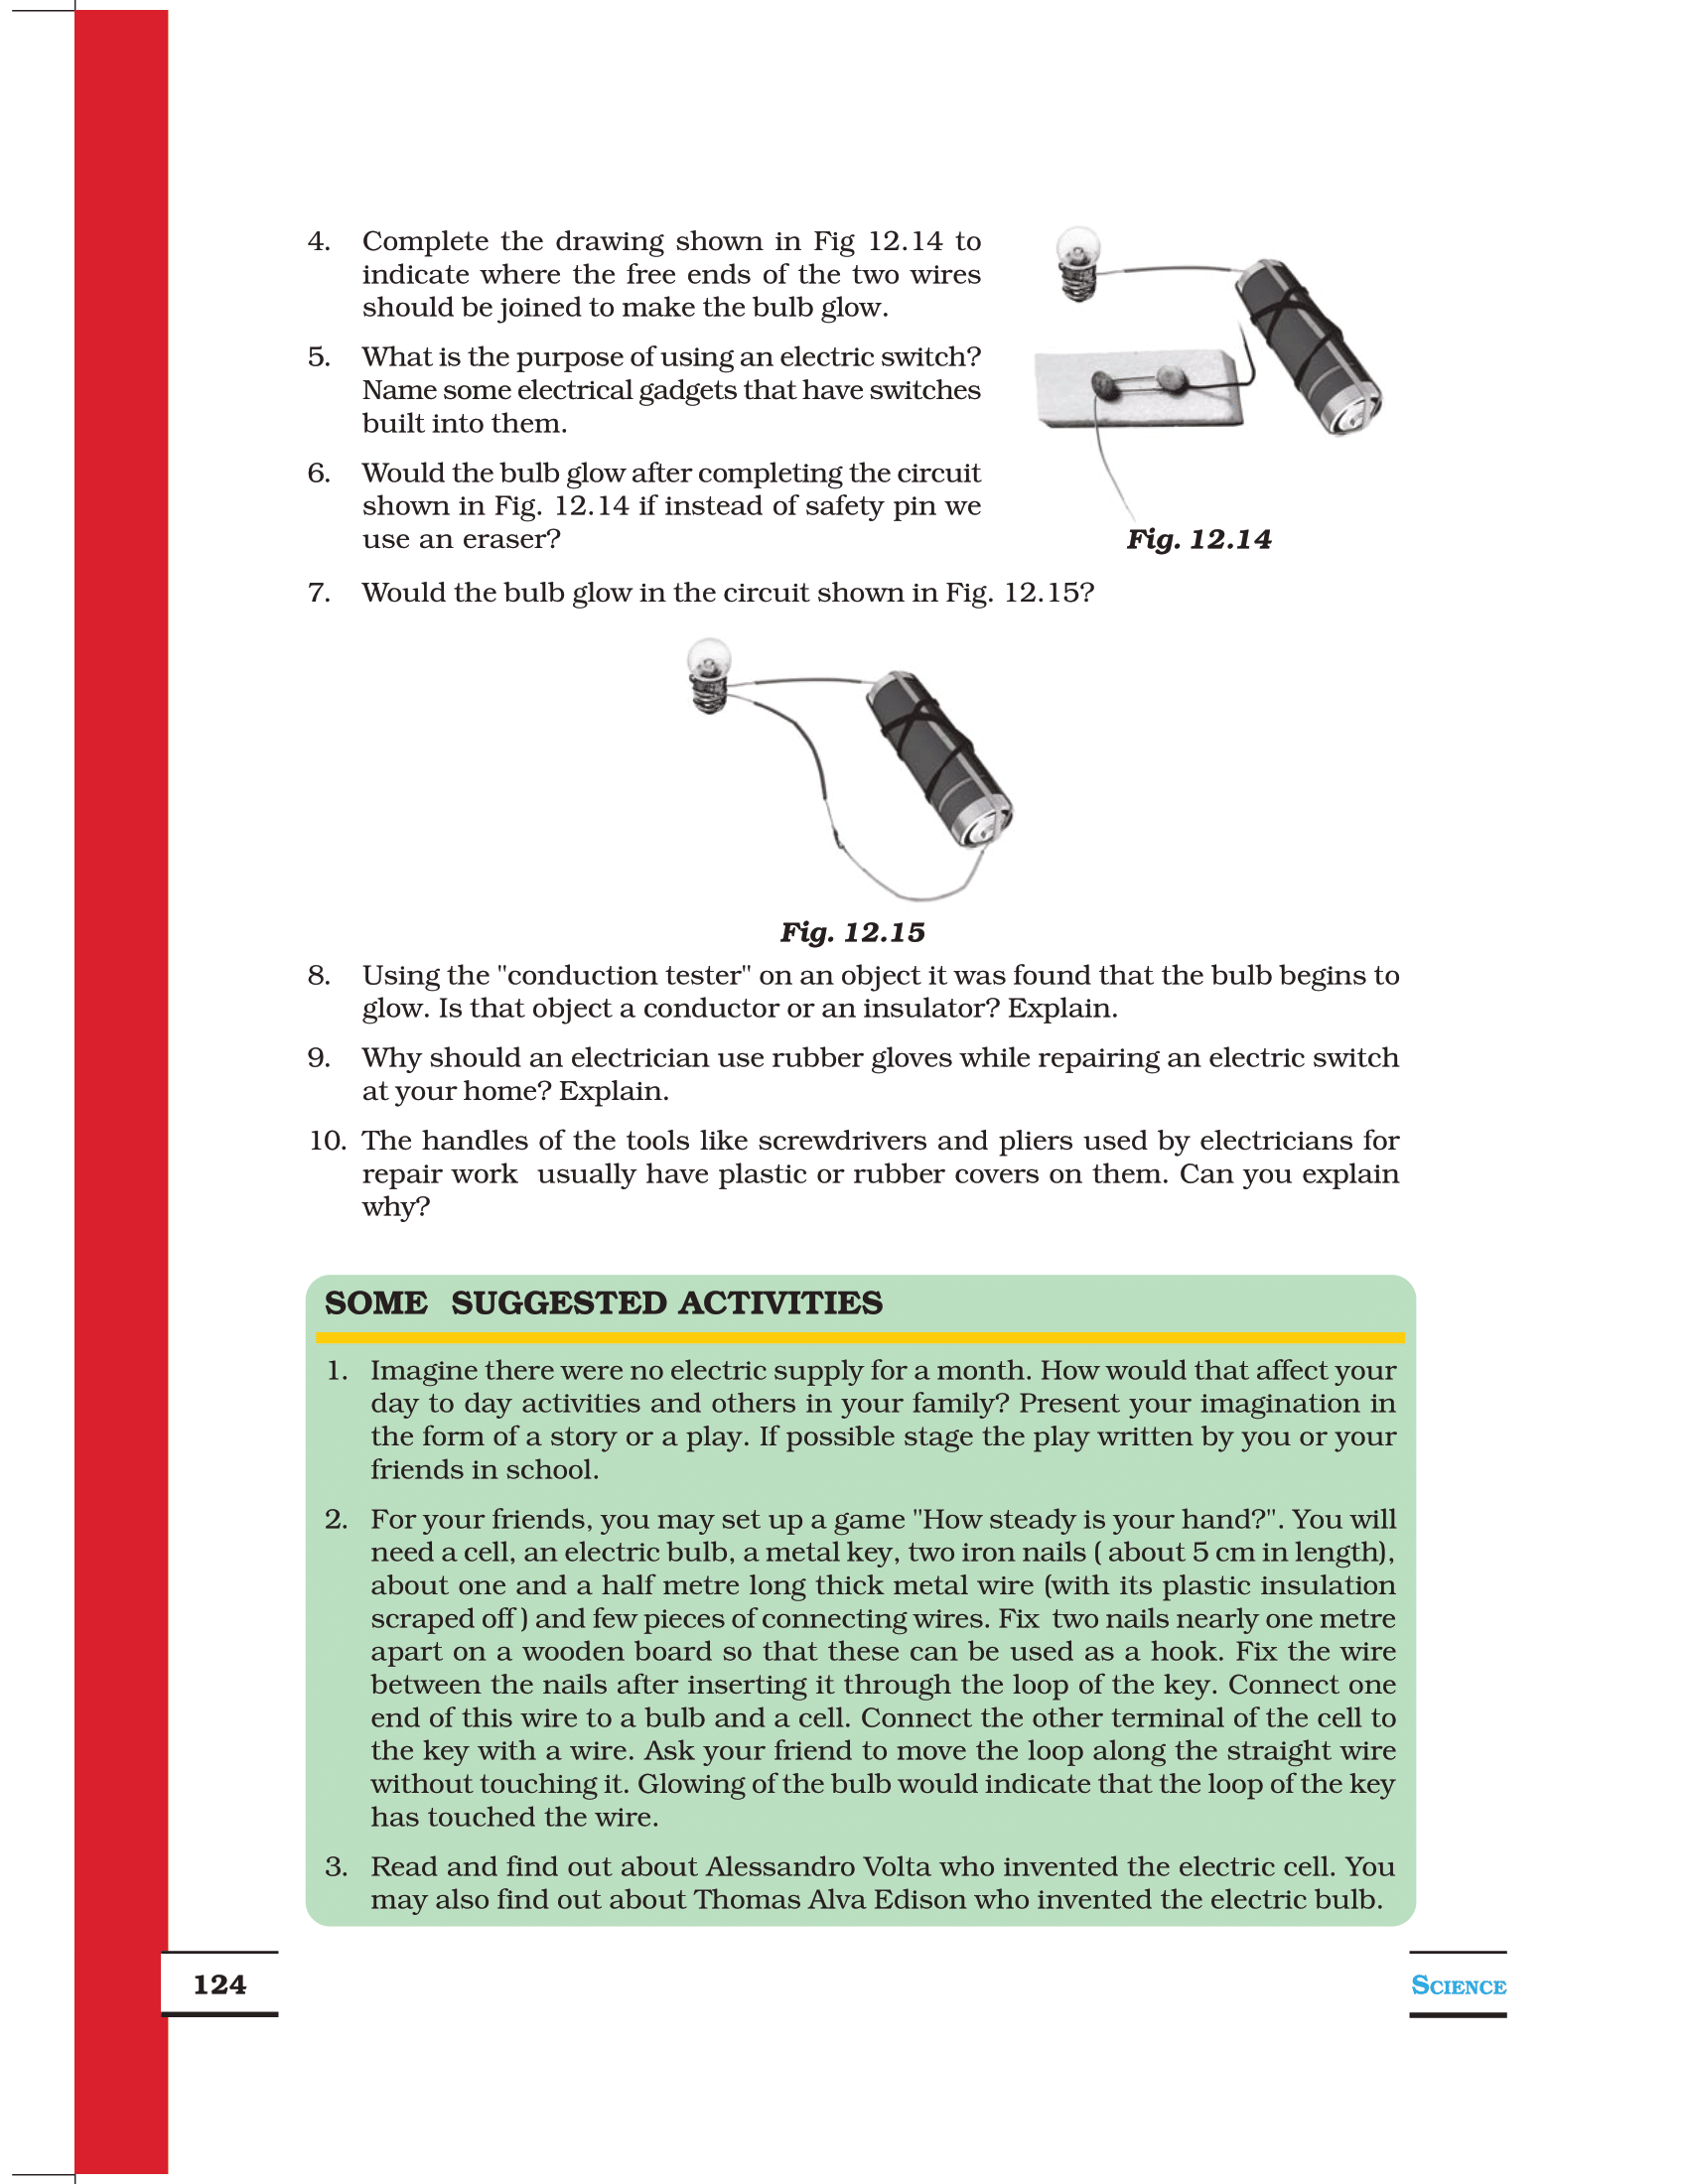 4. Complete the drawing shown in Fig 12.14 to
indicate where the free ends of the two wires
should be joined to make the bulb glow.
5. What is the purpose of using an electric switch?
Name some electrical gadgets that have switches
built into them.
6. Would the bulb glow after completing the circuit
shown in Fig. 12.14 if instead of safety pin we
use an eraser?
Fig. 12.14
7. Would the bulb glow in the circuit shown in Fig. 12.15?
Fig. 12.15
8. Using the "conduction tester" on an object it was found that the bulb begins to
glow. Is that object a conductor or an insulator? Explain.
9. Why should an electrician use rubber gloves while repairing an electric switch
at your home? Explain.
10. The handles of the tools like screwdrivers and pliers used by electricians for
repair work usually have plastic or rubber covers on them. Can you explain
why?
SOME SUGGESTED ACTIVITIES
1. Imagine there were no electric supply for a month. How would that affect your
day to day activities and others in your family? Present your imagination in
the form of a story or a play. If possible stage the play written by you or your
friends in school.
2. For your friends, you may set up a game "How steady is your hand?". You will
need a cell, an electric bulb, a metal key, two iron nails ( about 5 cm in length),
about one and a half metre long thick metal wire (with its plastic insulation
scraped off ) and few pieces of connecting wires. Fix two nails nearly one metre
apart on a wooden board so that these can be used as a hook. Fix the wire
between the nails after inserting it through the loop of the key. Connect one
end of this wire to a bulb and a cell. Connect the other terminal of the cell to
the key with a wire. Ask your friend to move the loop along the straight wire
without touching it. Glowing of the bulb would indicate that the loop of the key
has touched the wire.
3. Read and find out about Alessandro Volta who invented the electric cell. You
may also find out about Thomas Alva Edison who invented the electric bulb.
124
SCIENCE